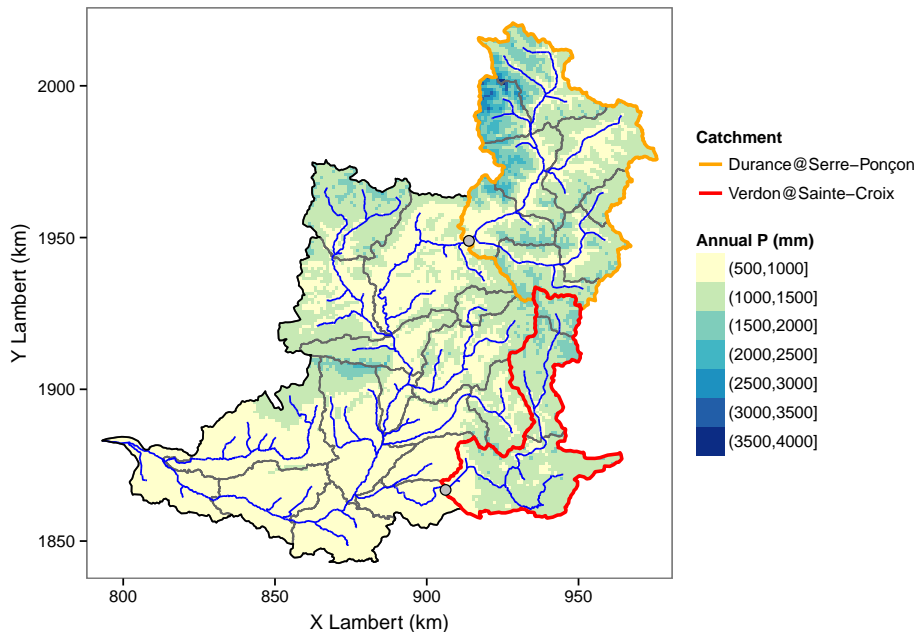 2000
1950
1900
1850
Y Lambert (km)
800
850
900
950
X Lambert (km)
Catchment
Durance@Serre−Ponçon
Verdon@Sainte−Croix
Annual P (mm)
(500,1000]
(1000,1500]
(1500,2000]
(2000,2500]
(2500,3000]
(3000,3500]
(3500,4000]